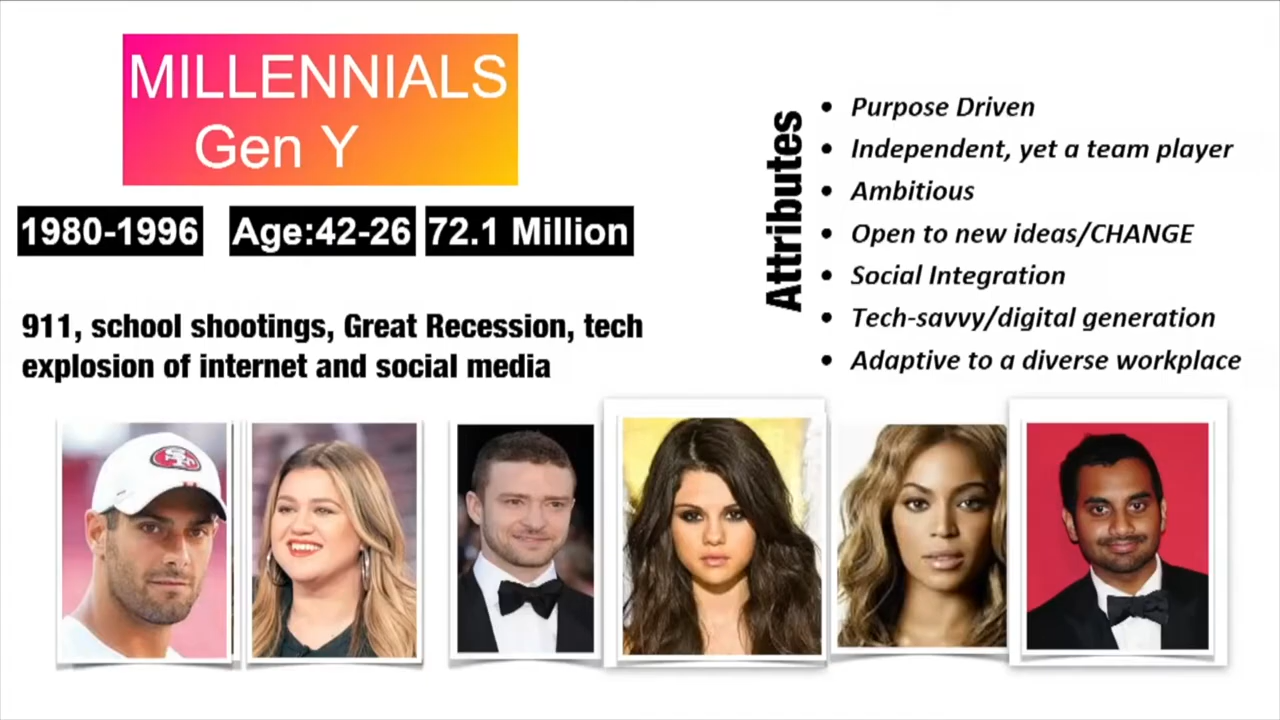 MILLENNIALS
Gen Y
1980-1996
Age:42-26
72.1 Million
911, school shootings, Great Recession, tech
explosion of internet and social media
Attributes
• Purpose Driven
• Independent, yet a team player
• Ambitious
• Open to new ideas/CHANGE
• Social Integration
• Tech-savvy/digital generation
• Adaptive to a diverse workplace
SF